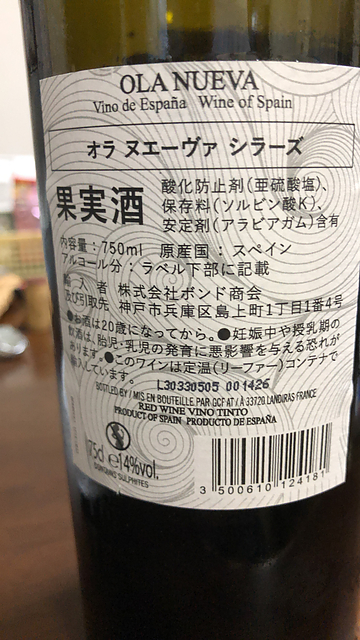 OLA NUEVA
Vino de España Wine of Spain
オラ ヌエーヴァ シラーズ
果実酒
酸化防止剤(亜硫酸塩)、
保存料(ソルビン酸K)、
安定剤(アラビアガム)含有
内容量:750ml 原産国:スペイン
アルコール分:ラベル下部に記載
輸入者 株式会社ボンド商会
及び引取先 神戸市兵庫区島上町1丁目1番4号
●お酒は20歳になってから。●妊娠中や授乳期の
飲酒は、胎児・乳児の発育に悪影響を与える恐れが
あります。●このワインは定温(リーファー)コンテナで
輸入しています。
L30330505 001426
BOTTLED BY / MIS EN BOUTEILLE PAR GCF AT / A 33720 LANDIRAS FRANCE
RED WINE VINO TINTO
PRODUCT OF SPAIN PRODUCTO DE ESPAÑA
75cl e 14%vol.
SULPHITES
3 500610 124181